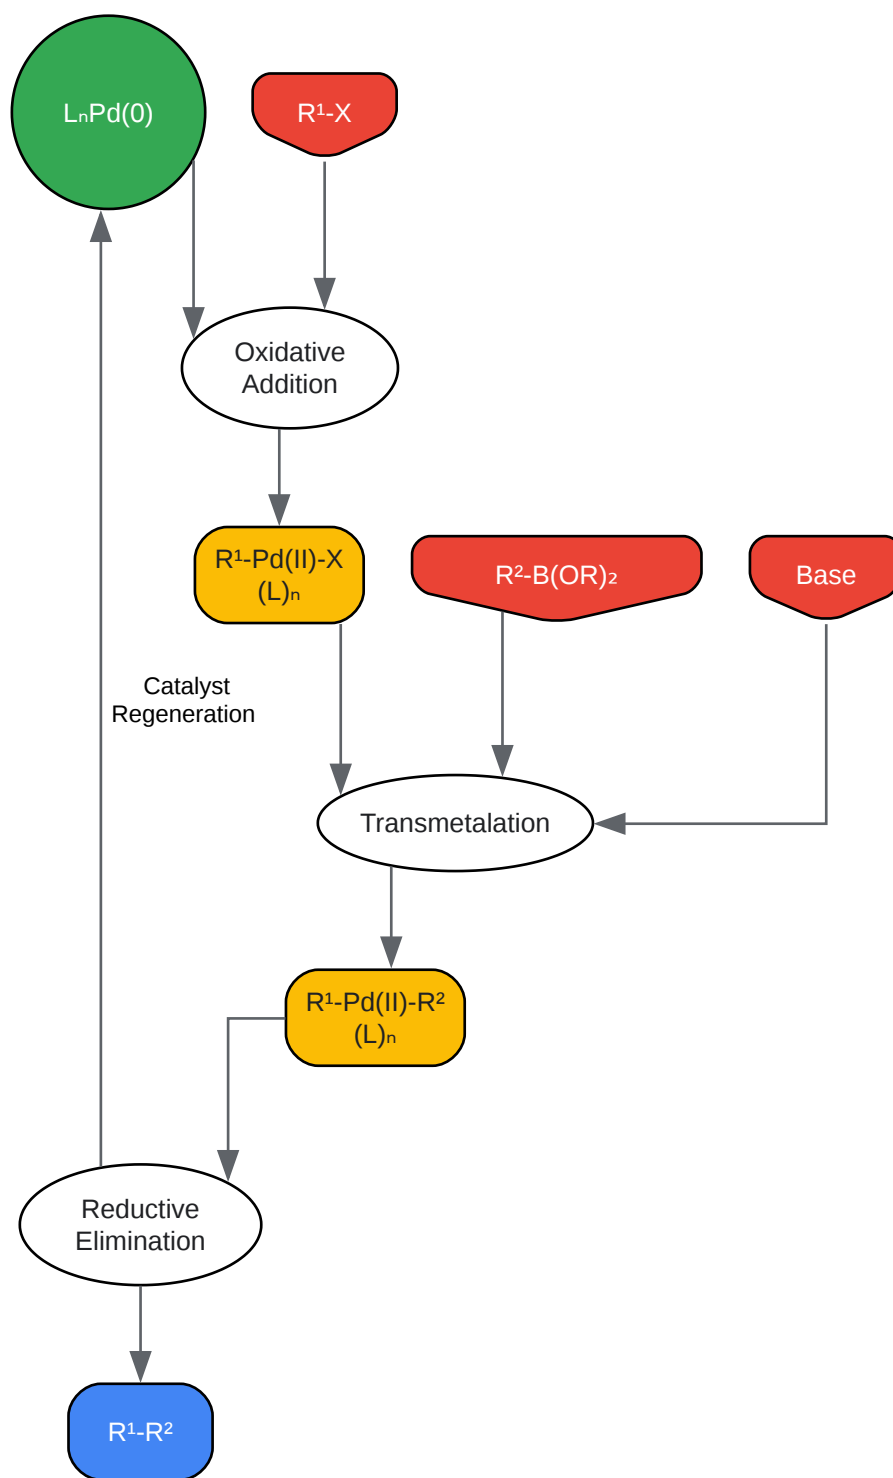 LₙPd(0)
R¹-X
Oxidative
Addition
R¹-Pd(II)-X
(L)ₙ
R²-B(OR)₂
Base
Catalyst
Regeneration
Transmetalation
R¹-Pd(II)-R²
(L)ₙ
Reductive
Elimination
R¹-R²